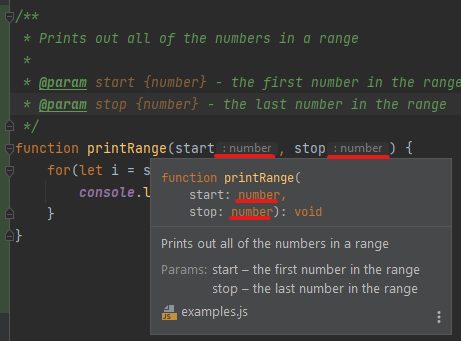 /**
* Prints out all of the numbers in a range
*
* @param start {number} - the first number in the range
* @param stop {number} - the last number in the range
*/
function printRange(start : number , stop : number ) {
for(let i = s
console.l
}
}
function printRange(
start: number,
stop: number): void
Prints out all of the numbers in a range
Params: start – the first number in the range
stop – the last number in the range
JS examples.js